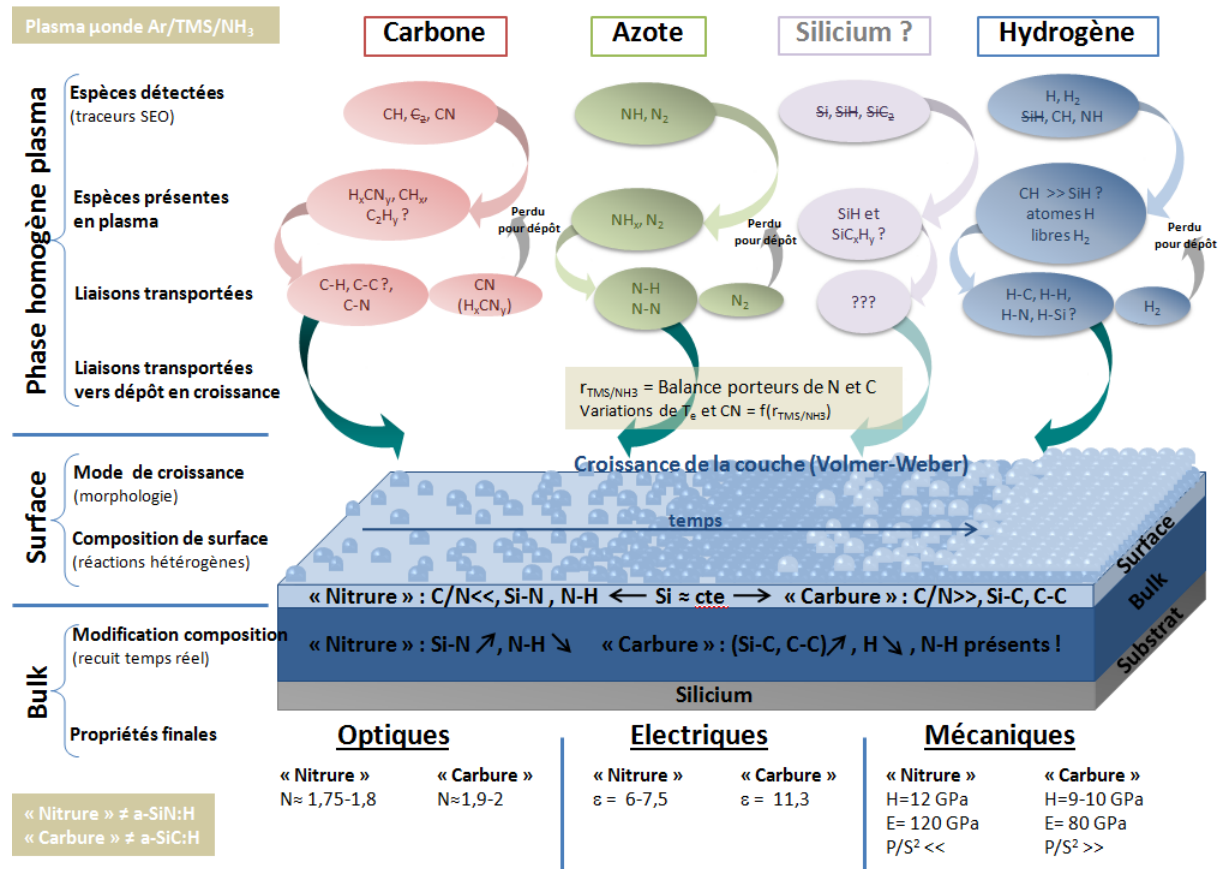 Plasma µonde Ar/TMS/NH₃
Carbone
Azote
Silicium ?
Hydrogène
Phase homogène plasma
Espèces détectées
(traceurs SEO)
CH, C₂, CN
NH, N₂
Si, SiH, SiC₂
H, H₂
SiH, CH, NH
Espèces présentes
en plasma
HₓCNᵧ, CHₓ,
C₂Hᵧ ?
NHₓ, N₂
SiH et
SiCₓHᵧ ?
CH >> SiH ?
atomes H
libres H₂
Perdu
pour dépôt
Perdu
pour dépôt
Perdu
pour dépôt
Liaisons transportées
C-H, C-C ?,
C-N
CN
(HₓCNᵧ)
N-H
N-N
N₂
???
H-C, H-H,
H-N, H-Si ?
H₂
Liaisons transportées
vers dépôt en croissance
r_TMS/NH3 = Balance porteurs de N et C
Variations de Tₑ et CN = f(r_TMS/NH3)
Surface
Mode de croissance
(morphologie)
Composition de surface
(réactions hétérogènes)
Croissance de la couche (Volmer-Weber)
temps
Surface
Bulk
Substrat
« Nitrure » : C/N<<, Si-N , N-H ← Si ≈ cte → « Carbure » : C/N>>, Si-C, C-C
Bulk
Modification composition
(recuit temps réel)
« Nitrure » : Si-N ↗, N-H ↘ « Carbure » : (Si-C, C-C)↗, H ↘, N-H présents !
Silicium
Propriétés finales
Optiques
« Nitrure » « Carbure »
N≈ 1,75-1,8 N≈1,9-2
Electriques
« Nitrure » « Carbure »
ε = 6-7,5 ε = 11,3
Mécaniques
« Nitrure » « Carbure »
H=12 GPa H=9-10 GPa
E= 120 GPa E= 80 GPa
P/S² << P/S² >>
« Nitrure » ≠ a-SiN:H
« Carbure » ≠ a-SiC:H